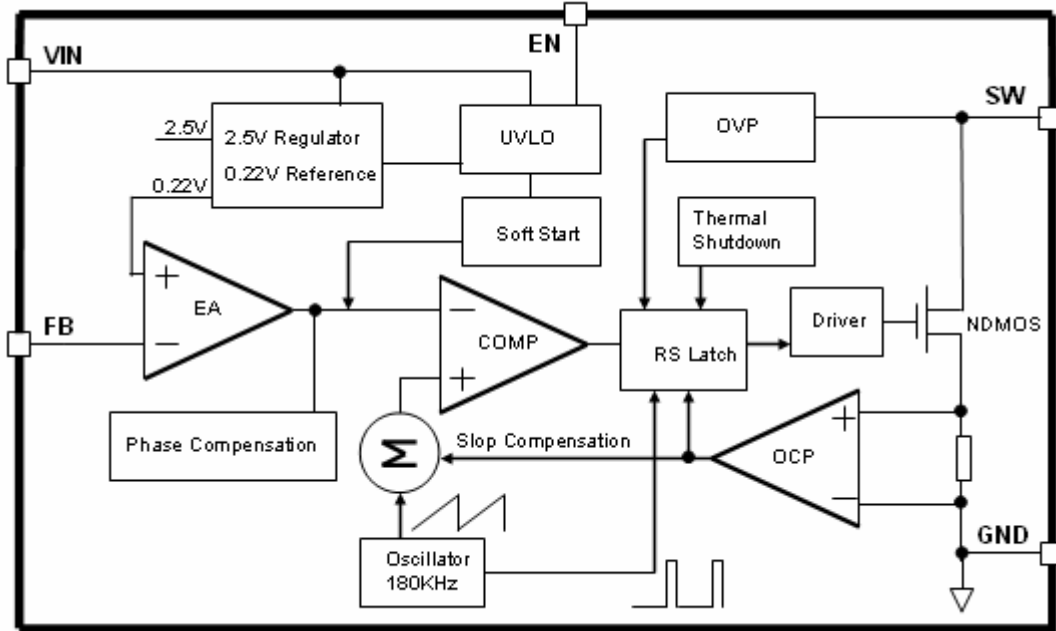 EN
VIN
SW
2.5V
2.5V Regulator
0.22V Reference
0.22V
UVLO
OVP
Soft Start
Thermal
Shutdown
+
EA
−
FB
−
COMP
+
RS Latch
Driver
NDMOS
Phase Compensation
Σ
Slop Compensation
+
OCP
−
GND
Oscillator
180KHz